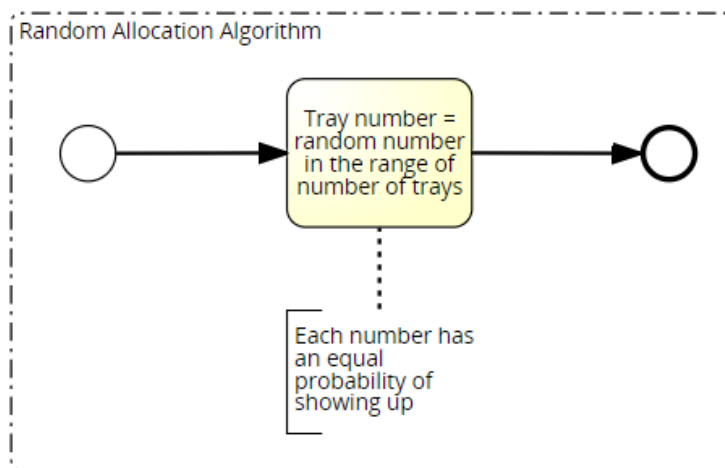 Random Allocation Algorithm
Tray number =
random number
in the range of
number of trays
Each number has
an equal
probability of
showing up